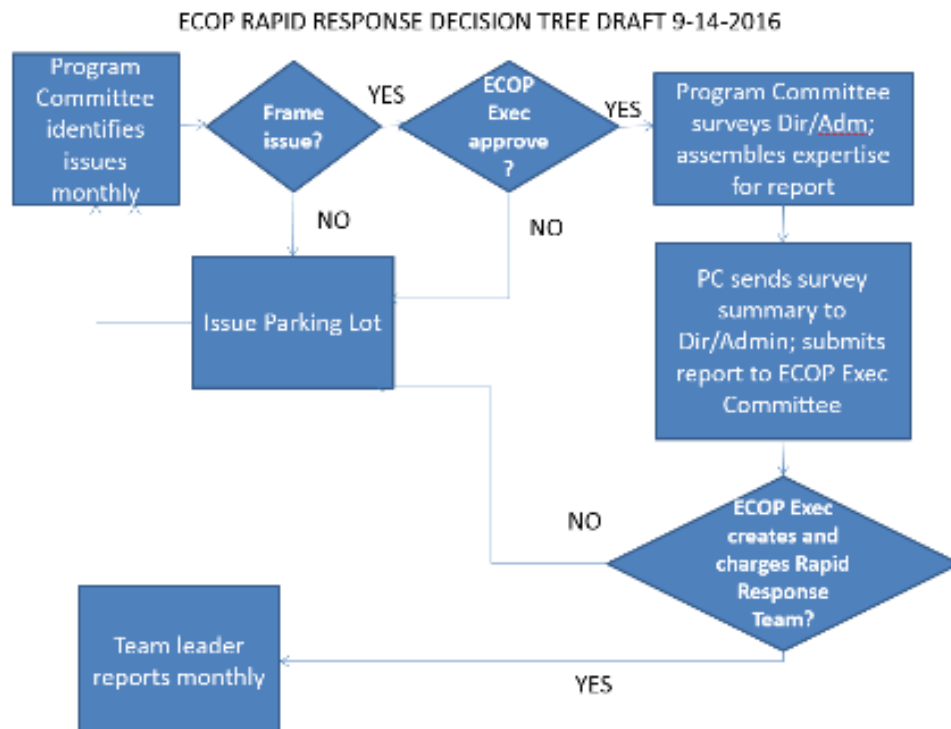 ECOP RAPID RESPONSE DECISION TREE DRAFT 9-14-2016
Program
Committee
identifies
issues
monthly
Frame
issue?
YES
ECOP
Exec
approve
?
YES
Program Committee
surveys Dir/Adm;
assembles expertise
for report
NO
NO
Issue Parking Lot
PC sends survey
summary to
Dir/Admin; submits
report to ECOP Exec
Committee
NO
ECOP Exec
creates and
charges Rapid
Response
Team?
Team leader
reports monthly
YES